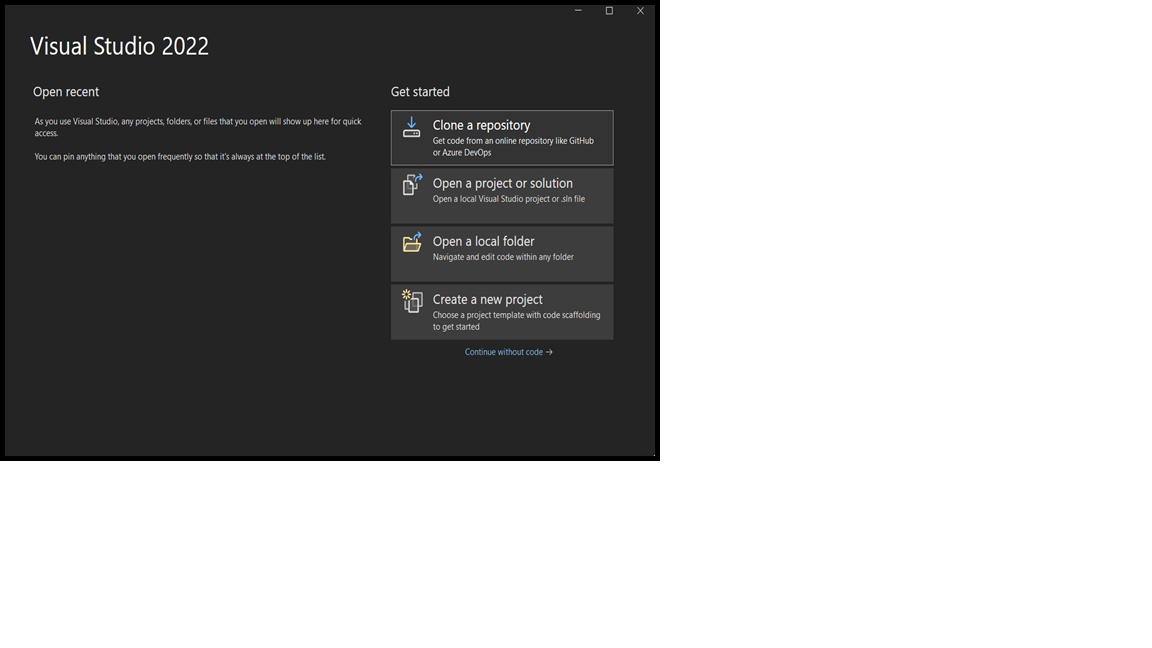 Visual Studio 2022
Open recent
As you use Visual Studio, any projects, folders, or files that you open will show up here for quick
access.
You can pin anything that you open frequently so that it's always at the top of the list.
Get started
Clone a repository
Get code from an online repository like GitHub
or Azure DevOps
Open a project or solution
Open a local Visual Studio project or .sln file
Open a local folder
Navigate and edit code within any folder
Create a new project
Choose a project template with code scaffolding
to get started
Continue without code →